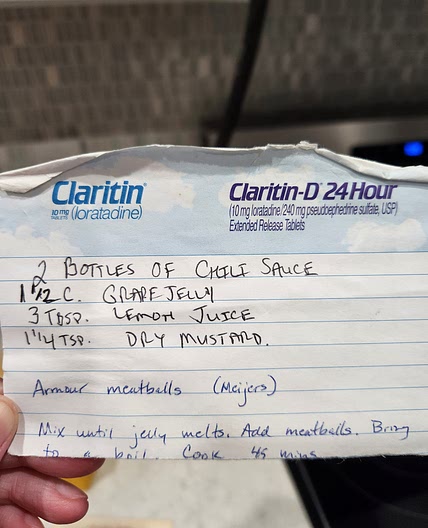 Claritin® Claritin-D® 24 Hour
10 mg TABLETS (loratadine) (10 mg loratadine/240 mg pseudoephedrine sulfate, USP)
Extended Release Tablets
2 BOTTLES OF CHILI SAUCE
1 1/2 C. GRAPE JELLY
3 TBSP. LEMON JUICE
1 1/4 TSP. DRY MUSTARD.
Armour meatballs (Meijers)
Mix until jelly melts. Add meatballs. Bring
to a boil. Cook 45 mins